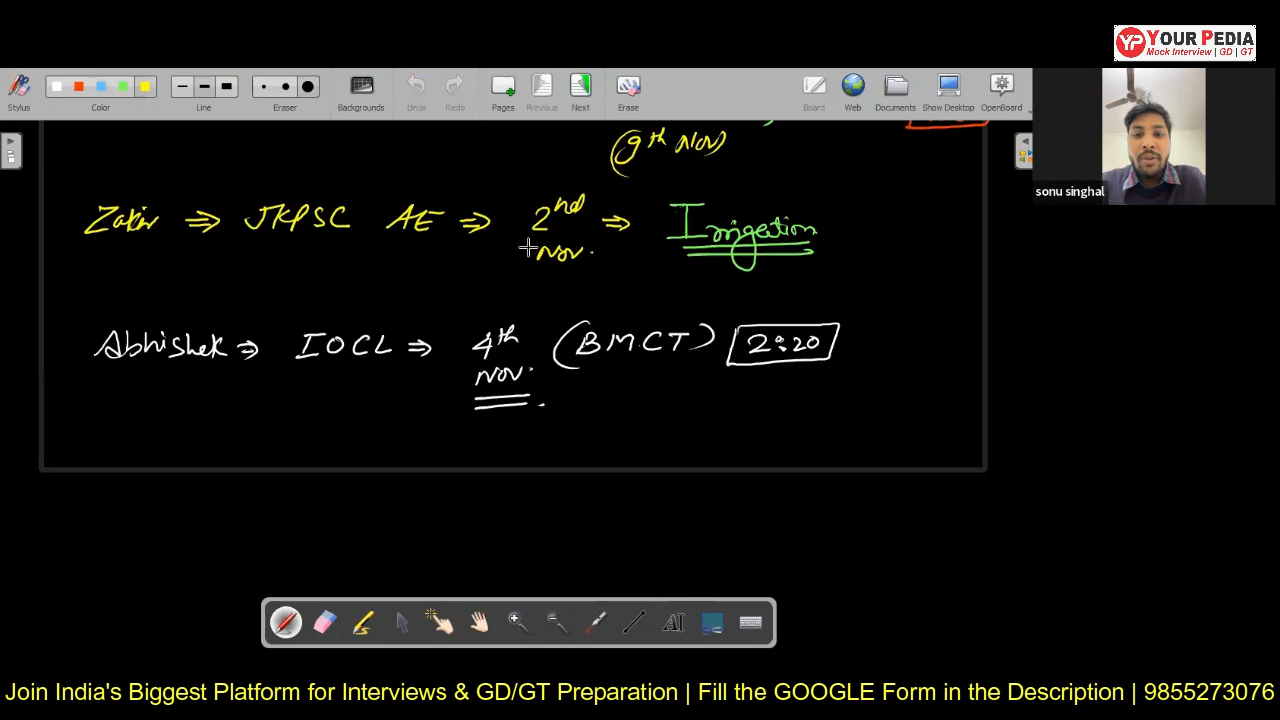 YP YOUR PEDIA
Mock Interview | GD | GT
Stylus Color Line Eraser Backgrounds Undo Redo Pages Previous Next Erase Board Web Documents Show Desktop OpenBoard
sonu singhal
(9th Nov)
Zakir ⇒ JKPSC AE ⇒ 2nd Nov. ⇒ Irrigation
Abhishek ⇒ IOCL ⇒ 4th Nov. (BMCT) 2:20
AI
Join India's Biggest Platform for Interviews & GD/GT Preparation | Fill the GOOGLE Form in the Description | 9855273076